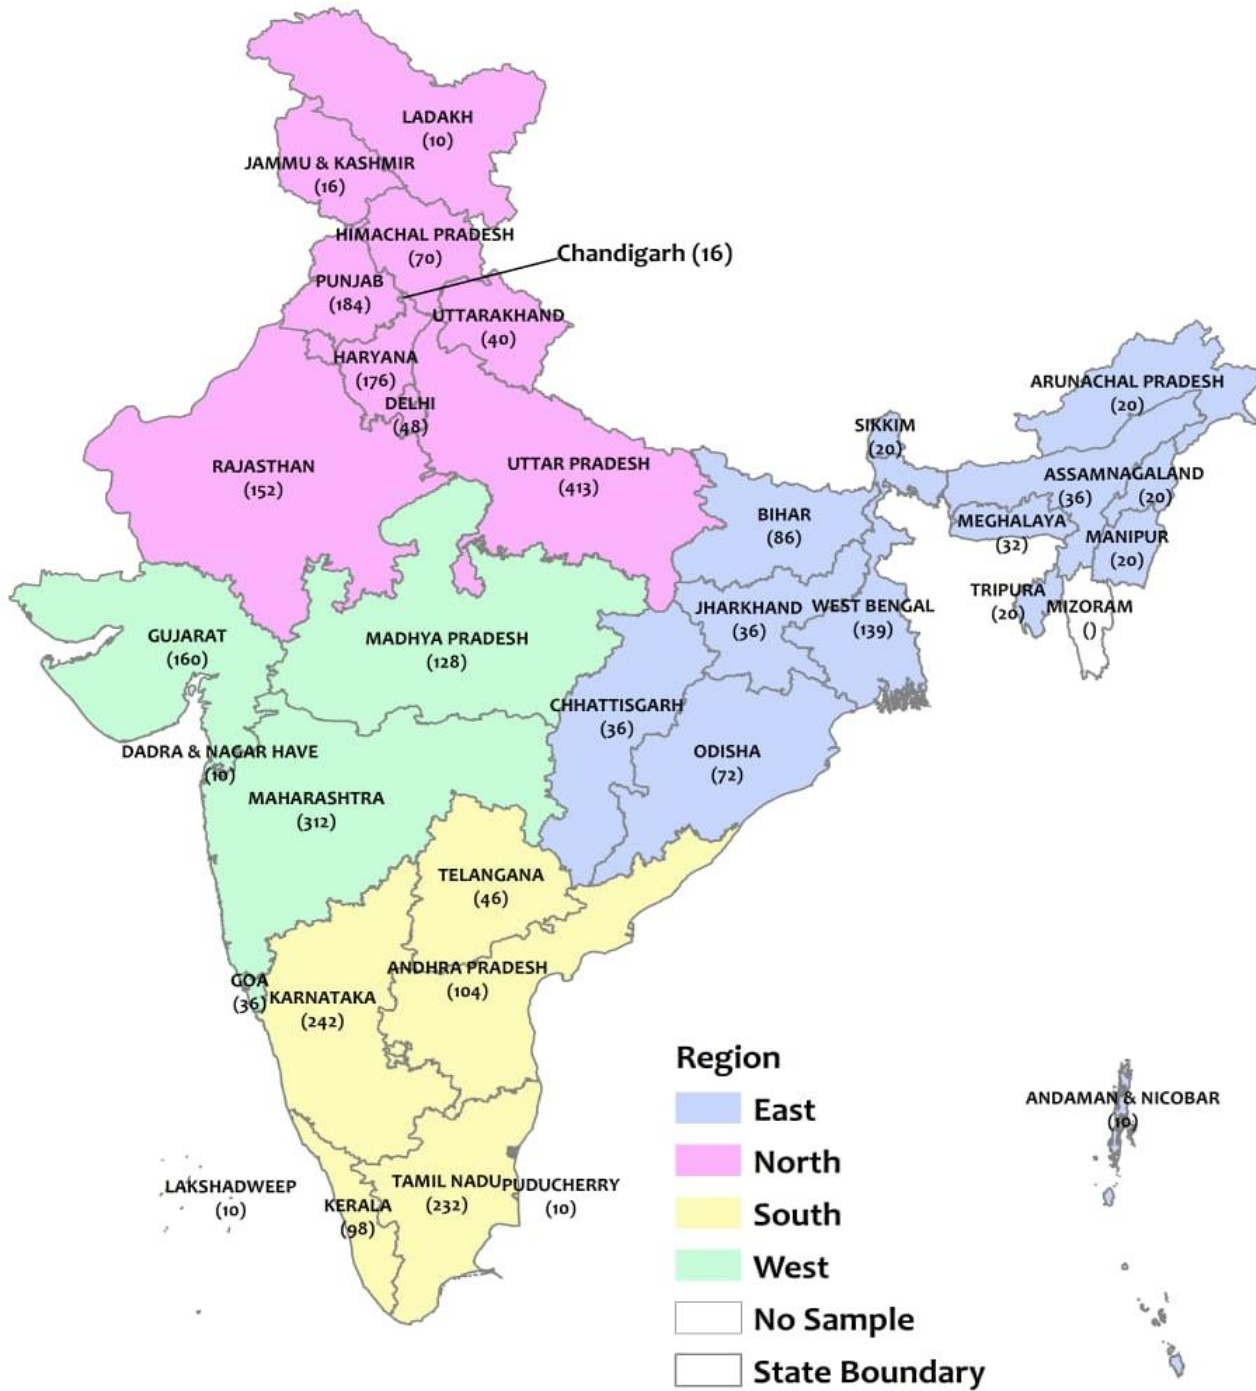 LADAKH
(10)
JAMMU & KASHMIR
(16)
HIMACHAL PRADESH
(70)
Chandigarh (16)
PUNJAB
(184)
UTTARAKHAND
(40)
HARYANA
(176)
DELHI
(48)
RAJASTHAN
(152)
UTTAR PRADESH
(413)
ARUNACHAL PRADESH
(20)
SIKKIM
(20)
ASSAM
(36)
NAGALAND
(20)
BIHAR
(86)
MEGHALAYA
(32)
MANIPUR
(20)
TRIPURA
(20)
MIZORAM
()
JHARKHAND
(36)
WEST BENGAL
(139)
GUJARAT
(160)
MADHYA PRADESH
(128)
CHHATTISGARH
(36)
ODISHA
(72)
DADRA & NAGAR HAVE
(10)
MAHARASHTRA
(312)
TELANGANA
(46)
ANDHRA PRADESH
(104)
GOA
(36)
KARNATAKA
(242)
LAKSHADWEEP
(10)
KERALA
(98)
TAMIL NADU
(232)
PUDUCHERRY
(10)
ANDAMAN & NICOBAR
(10)
Region
East
North
South
West
No Sample
State Boundary